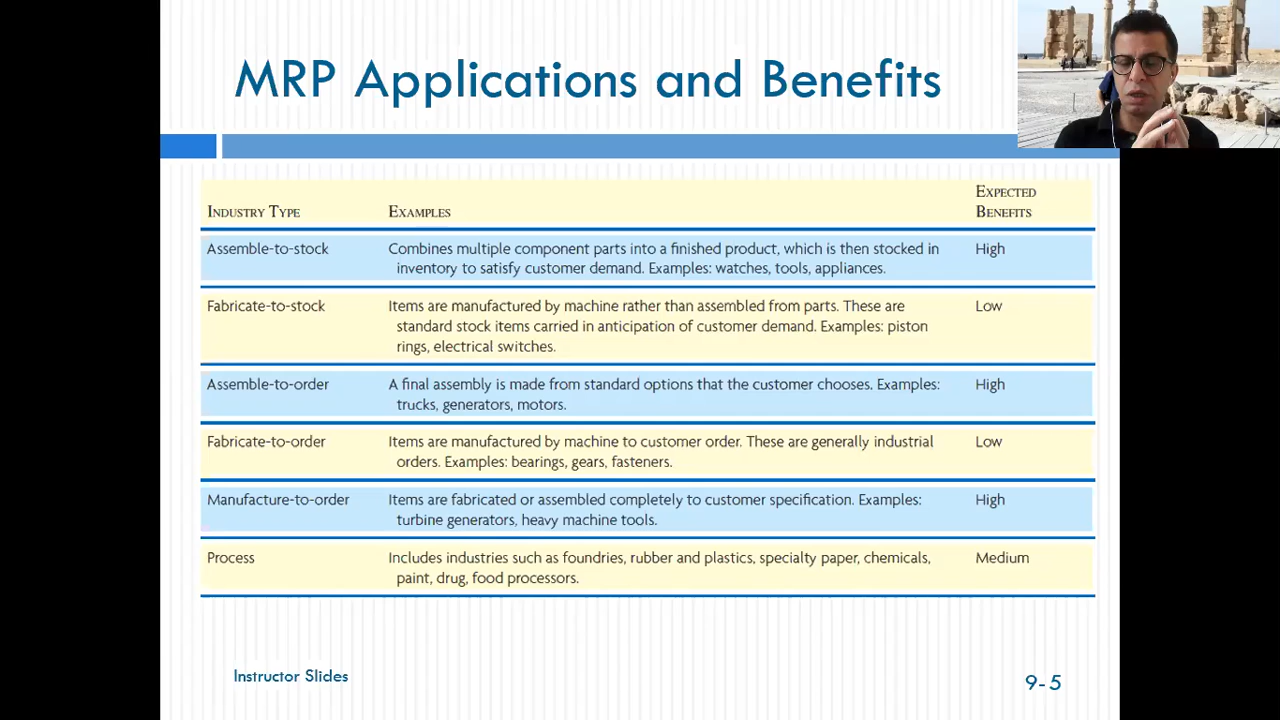 MRP Applications and Benefits
INDUSTRY TYPE EXAMPLES EXPECTED BENEFITS
Assemble-to-stock Combines multiple component parts into a finished product, which is then stocked in High
inventory to satisfy customer demand. Examples: watches, tools, appliances.
Fabricate-to-stock Items are manufactured by machine rather than assembled from parts. These are Low
standard stock items carried in anticipation of customer demand. Examples: piston
rings, electrical switches.
Assemble-to-order A final assembly is made from standard options that the customer chooses. Examples: High
trucks, generators, motors.
Fabricate-to-order Items are manufactured by machine to customer order. These are generally industrial Low
orders. Examples: bearings, gears, fasteners.
Manufacture-to-order Items are fabricated or assembled completely to customer specification. Examples: High
turbine generators, heavy machine tools.
Process Includes industries such as foundries, rubber and plastics, specialty paper, chemicals, Medium
paint, drug, food processors.
Instructor Slides 9-5